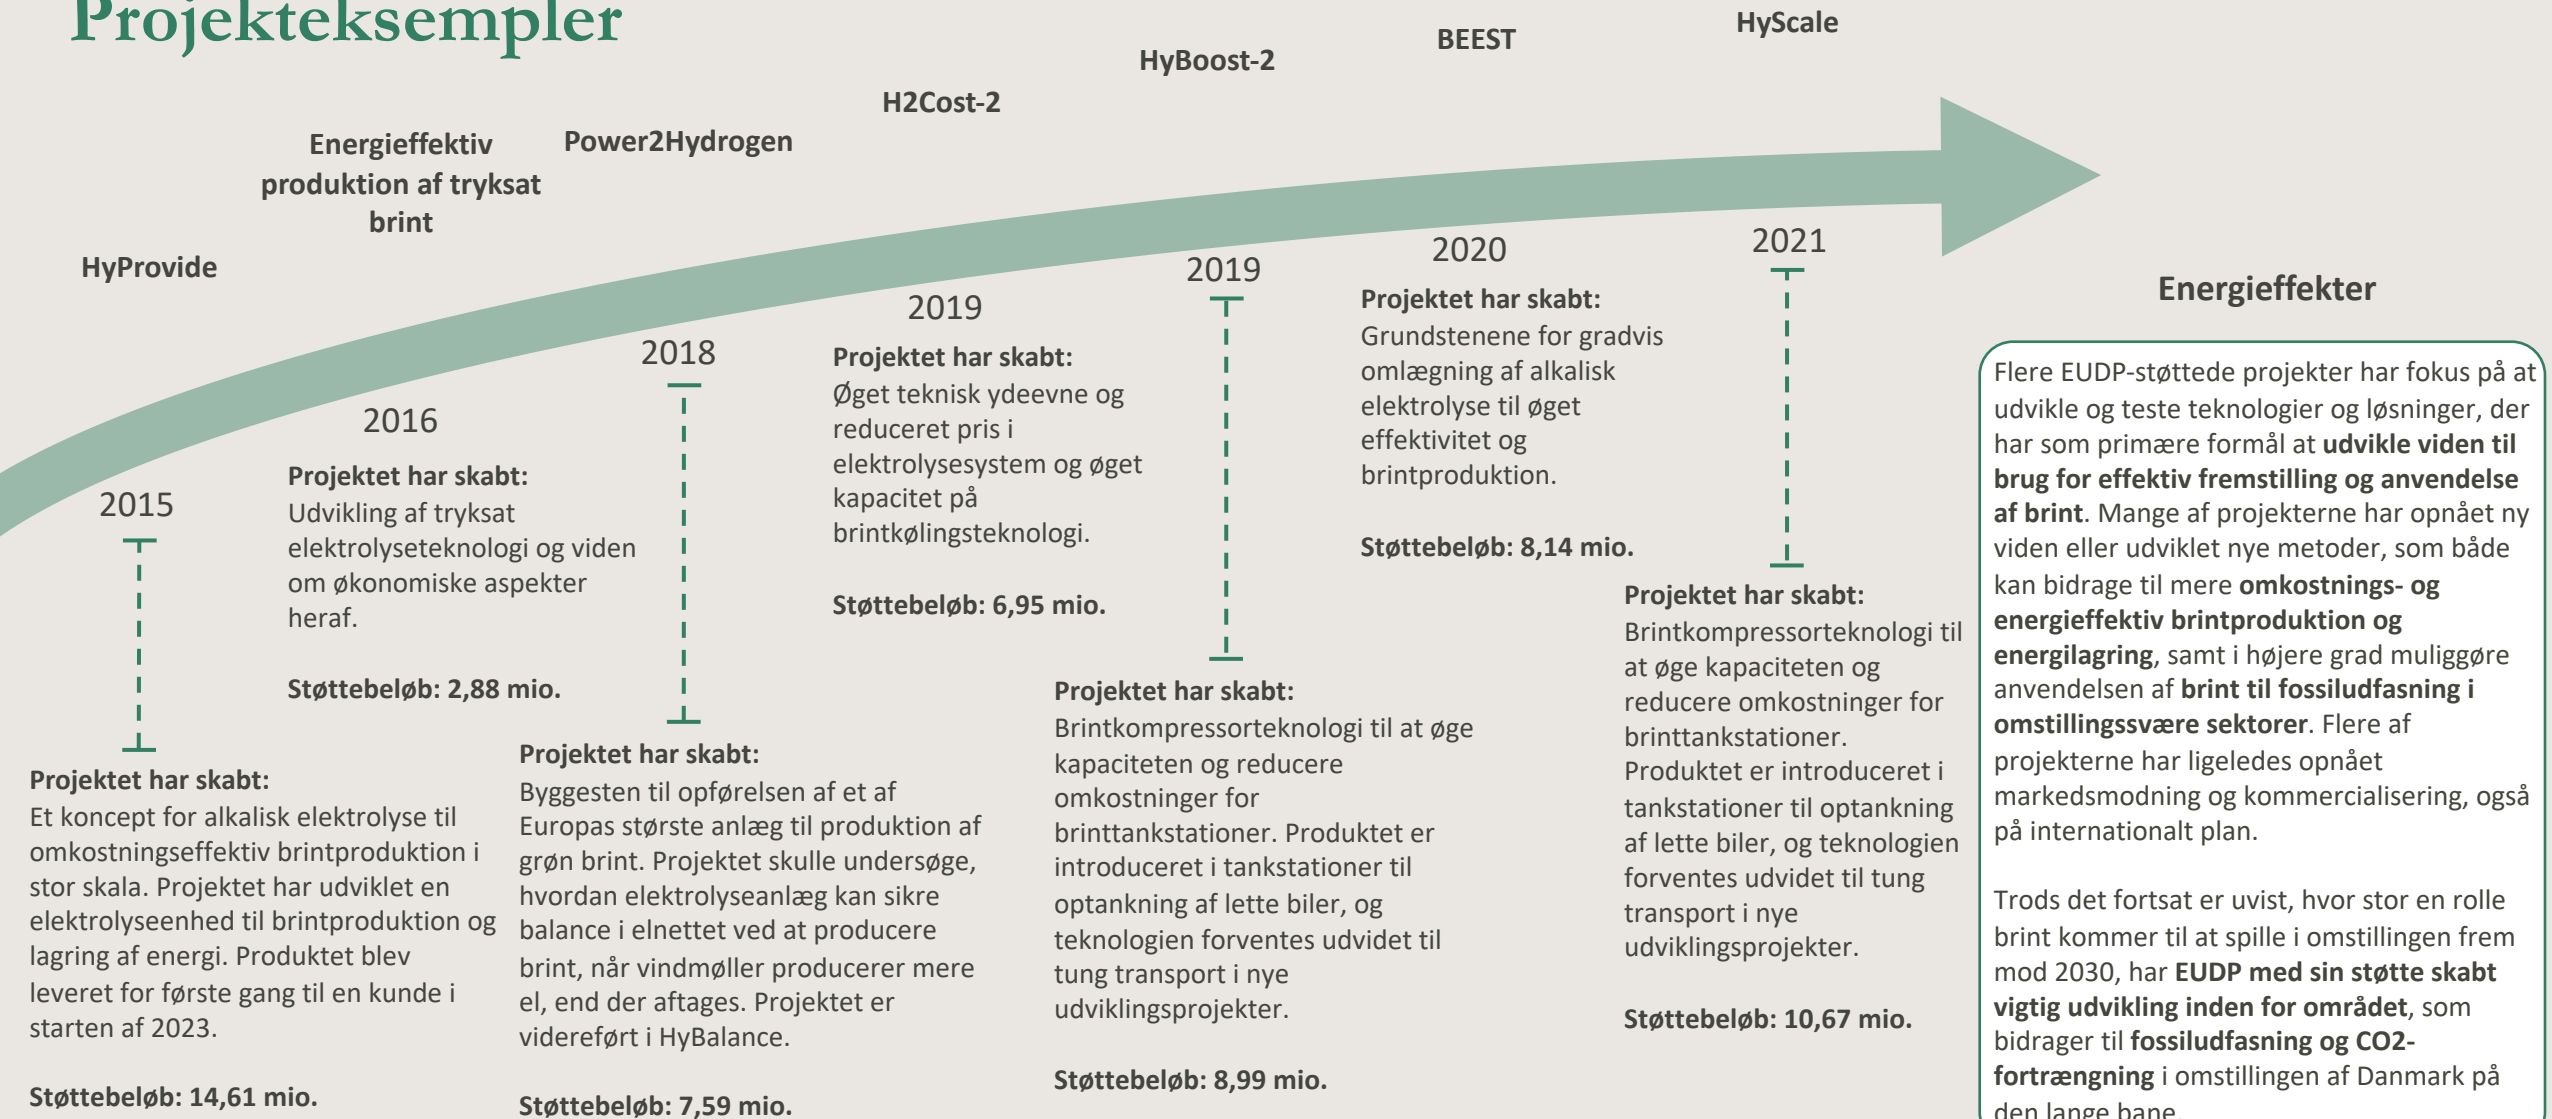 Projekteksempler
HyProvide
2015
Projektet har skabt:
Et koncept for alkalisk elektrolyse til
omkostningseffektiv brintproduktion i
stor skala. Projektet har udviklet en
elektrolyseenhed til brintproduktion og
lagring af energi. Produktet blev
leveret for første gang til en kunde i
starten af 2023.
Støttebeløb: 14,61 mio.
Energieffektiv
produktion af tryksat
brint
2016
Projektet har skabt:
Udvikling af tryksat
elektrolyseteknologi og viden
om økonomiske aspekter
heraf.
Støttebeløb: 2,88 mio.
Power2Hydrogen
2018
Projektet har skabt:
Byggesten til opførelsen af et af
Europas største anlæg til produktion af
grøn brint. Projektet skulle undersøge,
hvordan elektrolyseanlæg kan sikre
balance i elnettet ved at producere
brint, når vindmøller producerer mere
el, end der aftages. Projektet er
videreført i HyBalance.
Støttebeløb: 7,59 mio.
H2Cost-2
2019
Projektet har skabt:
Øget teknisk ydeevne og
reduceret pris i
elektrolysesystem og øget
kapacitet på
brintkølingsteknologi.
Støttebeløb: 6,95 mio.
HyBoost-2
2019
Projektet har skabt:
Brintkompressorteknologi til at øge
kapaciteten og reducere
omkostninger for
brinttankstationer. Produktet er
introduceret i tankstationer til
optankning af lette biler, og
teknologien forventes udvidet til
tung transport i nye
udviklingsprojekter.
Støttebeløb: 8,99 mio.
BEEST
2020
Projektet har skabt:
Grundstenene for gradvis
omlægning af alkalisk
elektrolyse til øget
effektivitet og
brintproduktion.
Støttebeløb: 8,14 mio.
HyScale
2021
Projektet har skabt:
Brintkompressorteknologi til
at øge kapaciteten og
reducere omkostninger for
brinttankstationer.
Produktet er introduceret i
tankstationer til optankning
af lette biler, og teknologien
forventes udvidet til tung
transport i nye
udviklingsprojekter.
Støttebeløb: 10,67 mio.
Energieffekter
Flere EUDP-støttede projekter har fokus på at
udvikle og teste teknologier og løsninger, der
har som primære formål at udvikle viden til
brug for effektiv fremstilling og anvendelse
af brint. Mange af projekterne har opnået ny
viden eller udviklet nye metoder, som både
kan bidrage til mere omkostnings- og
energieffektiv brintproduktion og
energilagring, samt i højere grad muliggøre
anvendelsen af brint til fossiludfasning i
omstillingssvære sektorer. Flere af
projekterne har ligeledes opnået
markedsmodning og kommercialisering, også
på internationalt plan.
Trods det fortsat er uvist, hvor stor en rolle
brint kommer til at spille i omstillingen frem
mod 2030, har EUDP med sin støtte skabt
vigtig udvikling inden for området, som
bidrager til fossiludfasning og CO2-
fortrængning i omstillingen af Danmark på
den lange bane.